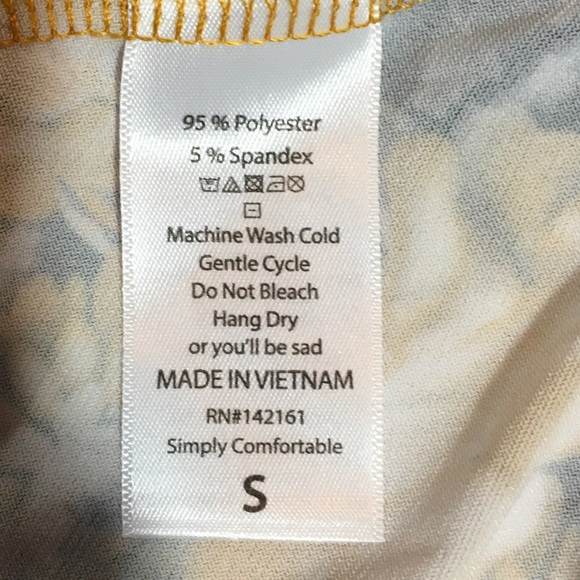 95 % Polyester
5 % Spandex
Machine Wash Cold
Gentle Cycle
Do Not Bleach
Hang Dry
or you'll be sad
MADE IN VIETNAM
RN#142161
Simply Comfortable
S